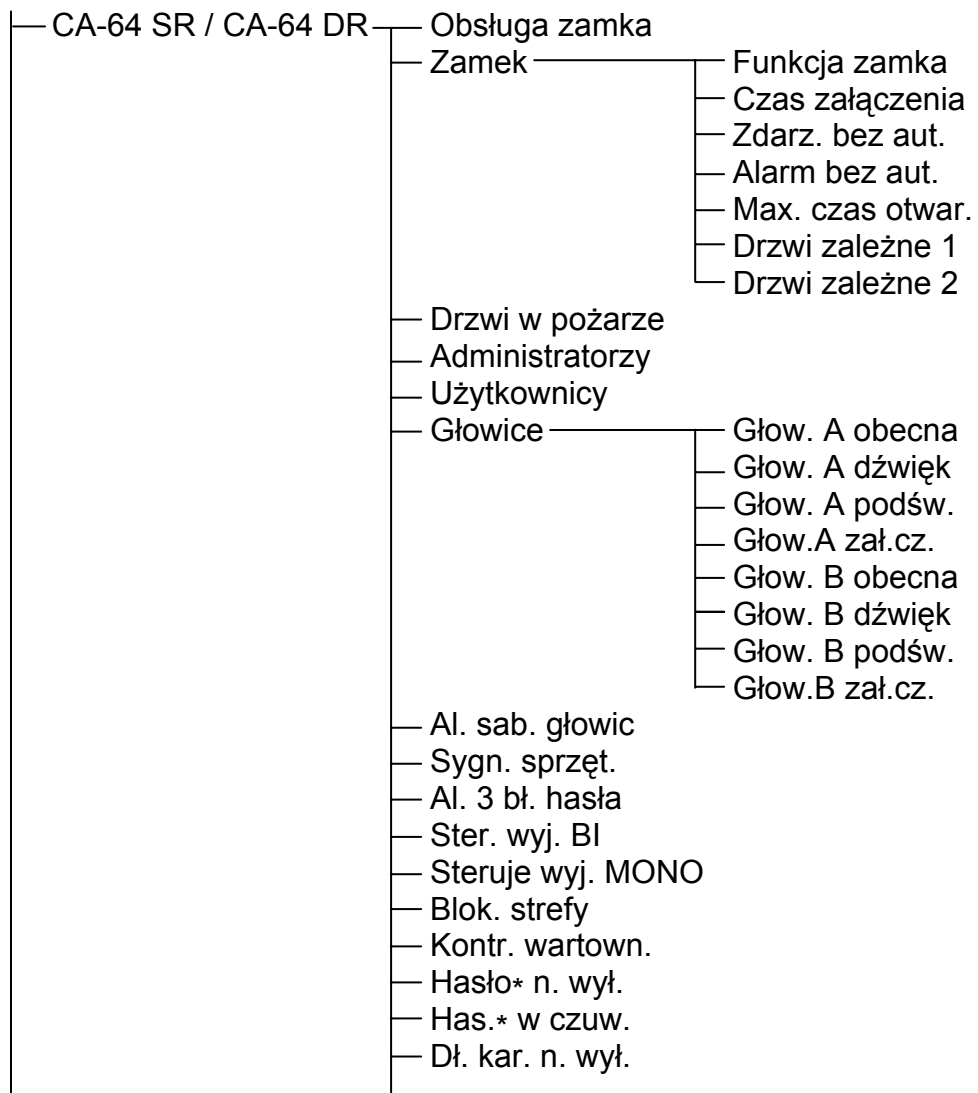 CA-64 SR / CA-64 DR Obsługa zamka
Zamek Funkcja zamka
Czas załączenia
Zdarz. bez aut.
Alarm bez aut.
Max. czas otwar.
Drzwi zależne 1
Drzwi zależne 2
Drzwi w pożarze
Administratorzy
Użytkownicy
Głowice Głow. A obecna
Głow. A dźwięk
Głow. A podśw.
Głow.A zał.cz.
Głow. B obecna
Głow. B dźwięk
Głow. B podśw.
Głow.B zał.cz.
Al. sab. głowic
Sygn. sprzęt.
Al. 3 bł. hasła
Ster. wyj. BI
Steruje wyj. MONO
Blok. strefy
Kontr. wartown.
Hasło* n. wył.
Has.* w czuw.
Dł. kar. n. wył.